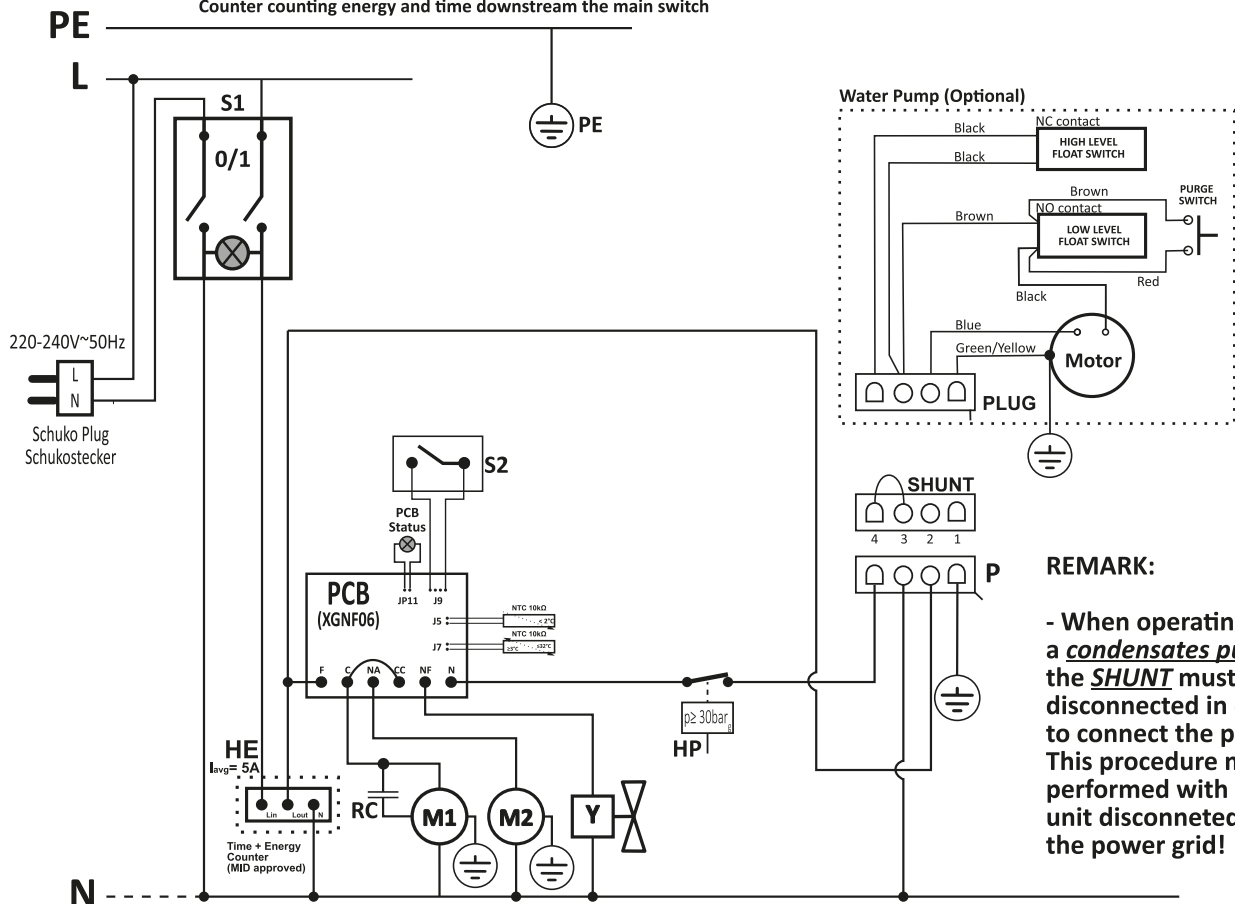 Counter counting energy and time downstream the main switch
PE
L
S1
0/1
PE
220-240V~50Hz
L
N
Schuko Plug
Schukostecker
Water Pump (Optional)
NC contact
Black
HIGH LEVEL
FLOAT SWITCH
Black
Brown
PURGE
SWITCH
NO contact
Brown
LOW LEVEL
FLOAT SWITCH
Red
Black
Blue
Green/Yellow
Motor
PLUG
S2
PCB
Status
SHUNT
4 3 2 1
P
PCB
(XGNF06)
JP11 J9
J5
NTC 10kΩ
< 2°C
J7
NTC 10kΩ
F C NA CC NF N
p≥ 30bar
HP
HE
Iavg= 5A
Lin Lout N
Time + Energy
Counter
(MID approved)
RC
M1
M2
Y
N
REMARK:
- When operatin
a condensates pu
the SHUNT must
disconnected in
to connect the p
This procedure m
performed with
unit disconneted
the power grid!